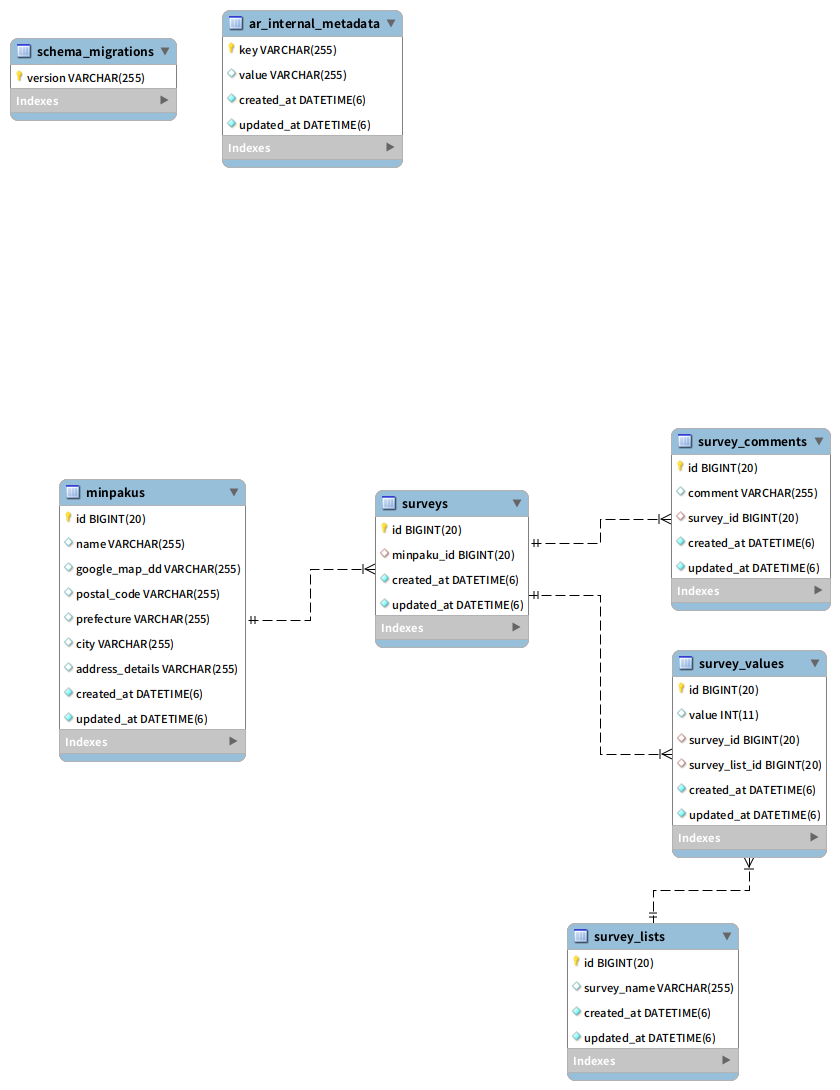 schema_migrations
version VARCHAR(255)
Indexes
ar_internal_metadata
key VARCHAR(255)
value VARCHAR(255)
created_at DATETIME(6)
updated_at DATETIME(6)
Indexes
minpakus
id BIGINT(20)
name VARCHAR(255)
google_map_dd VARCHAR(255)
postal_code VARCHAR(255)
prefecture VARCHAR(255)
city VARCHAR(255)
address_details VARCHAR(255)
created_at DATETIME(6)
updated_at DATETIME(6)
Indexes
surveys
id BIGINT(20)
minpaku_id BIGINT(20)
created_at DATETIME(6)
updated_at DATETIME(6)
Indexes
survey_comments
id BIGINT(20)
comment VARCHAR(255)
survey_id BIGINT(20)
created_at DATETIME(6)
updated_at DATETIME(6)
Indexes
survey_values
id BIGINT(20)
value INT(11)
survey_id BIGINT(20)
survey_list_id BIGINT(20)
created_at DATETIME(6)
updated_at DATETIME(6)
Indexes
survey_lists
id BIGINT(20)
survey_name VARCHAR(255)
created_at DATETIME(6)
updated_at DATETIME(6)
Indexes